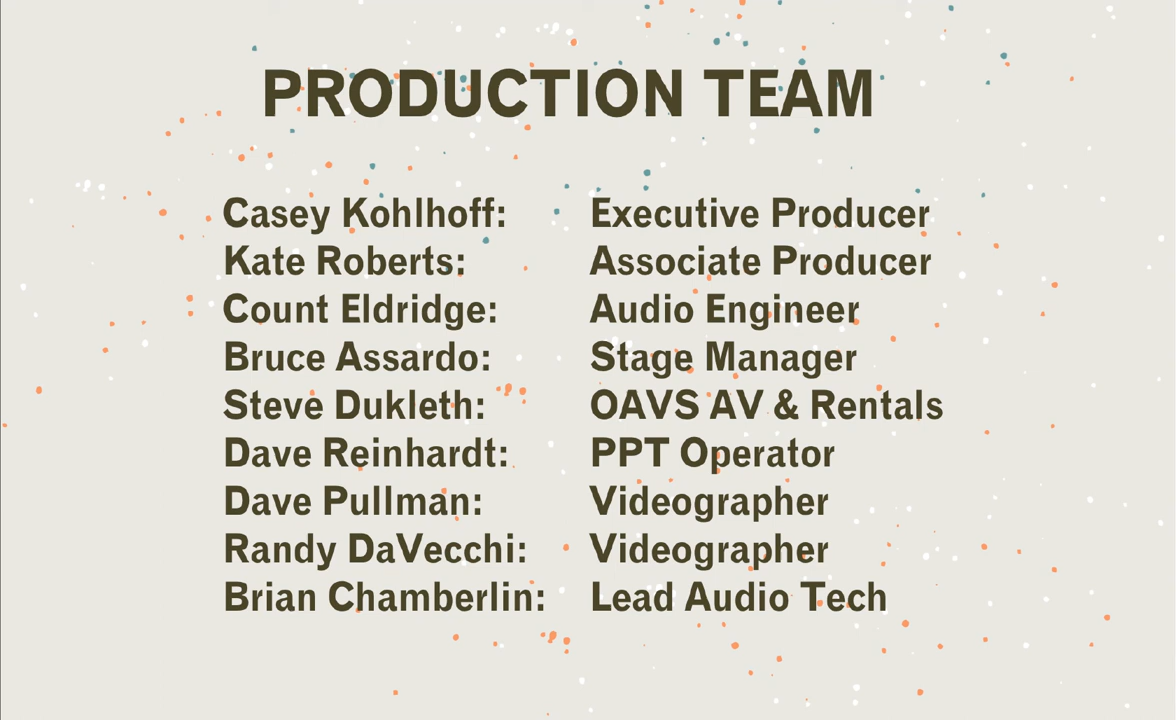 PRODUCTION TEAM
Casey Kohlhoff: Executive Producer
Kate Roberts: Associate Producer
Count Eldridge: Audio Engineer
Bruce Assardo: Stage Manager
Steve Dukleth: OAVS AV & Rentals
Dave Reinhardt: PPT Operator
Dave Pullman: Videographer
Randy DaVecchi: Videographer
Brian Chamberlin: Lead Audio Tech